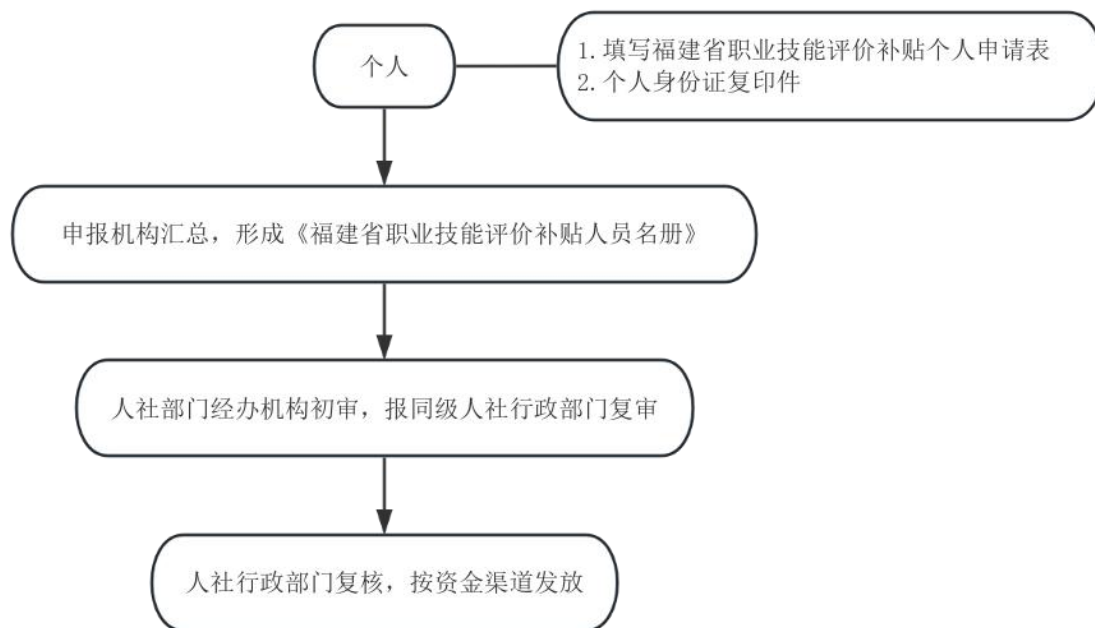 个人
1.填写福建省职业技能评价补贴个人申请表
2.个人身份证复印件
申报机构汇总，形成《福建省职业技能评价补贴人员名册》
人社部门经办机构初审，报同级人社行政部门复审
人社行政部门复核，按资金渠道发放